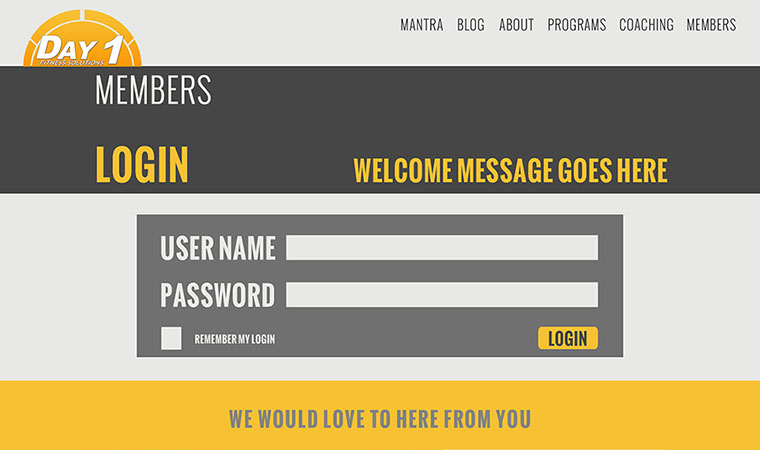 MANTRA BLOG ABOUT PROGRAMS COACHING MEMBERS
DAY 1
FITNESS SOLUTIONS
MEMBERS
LOGIN WELCOME MESSAGE GOES HERE
USER NAME
PASSWORD
REMEMBER MY LOGIN LOGIN
WE WOULD LOVE TO HERE FROM YOU